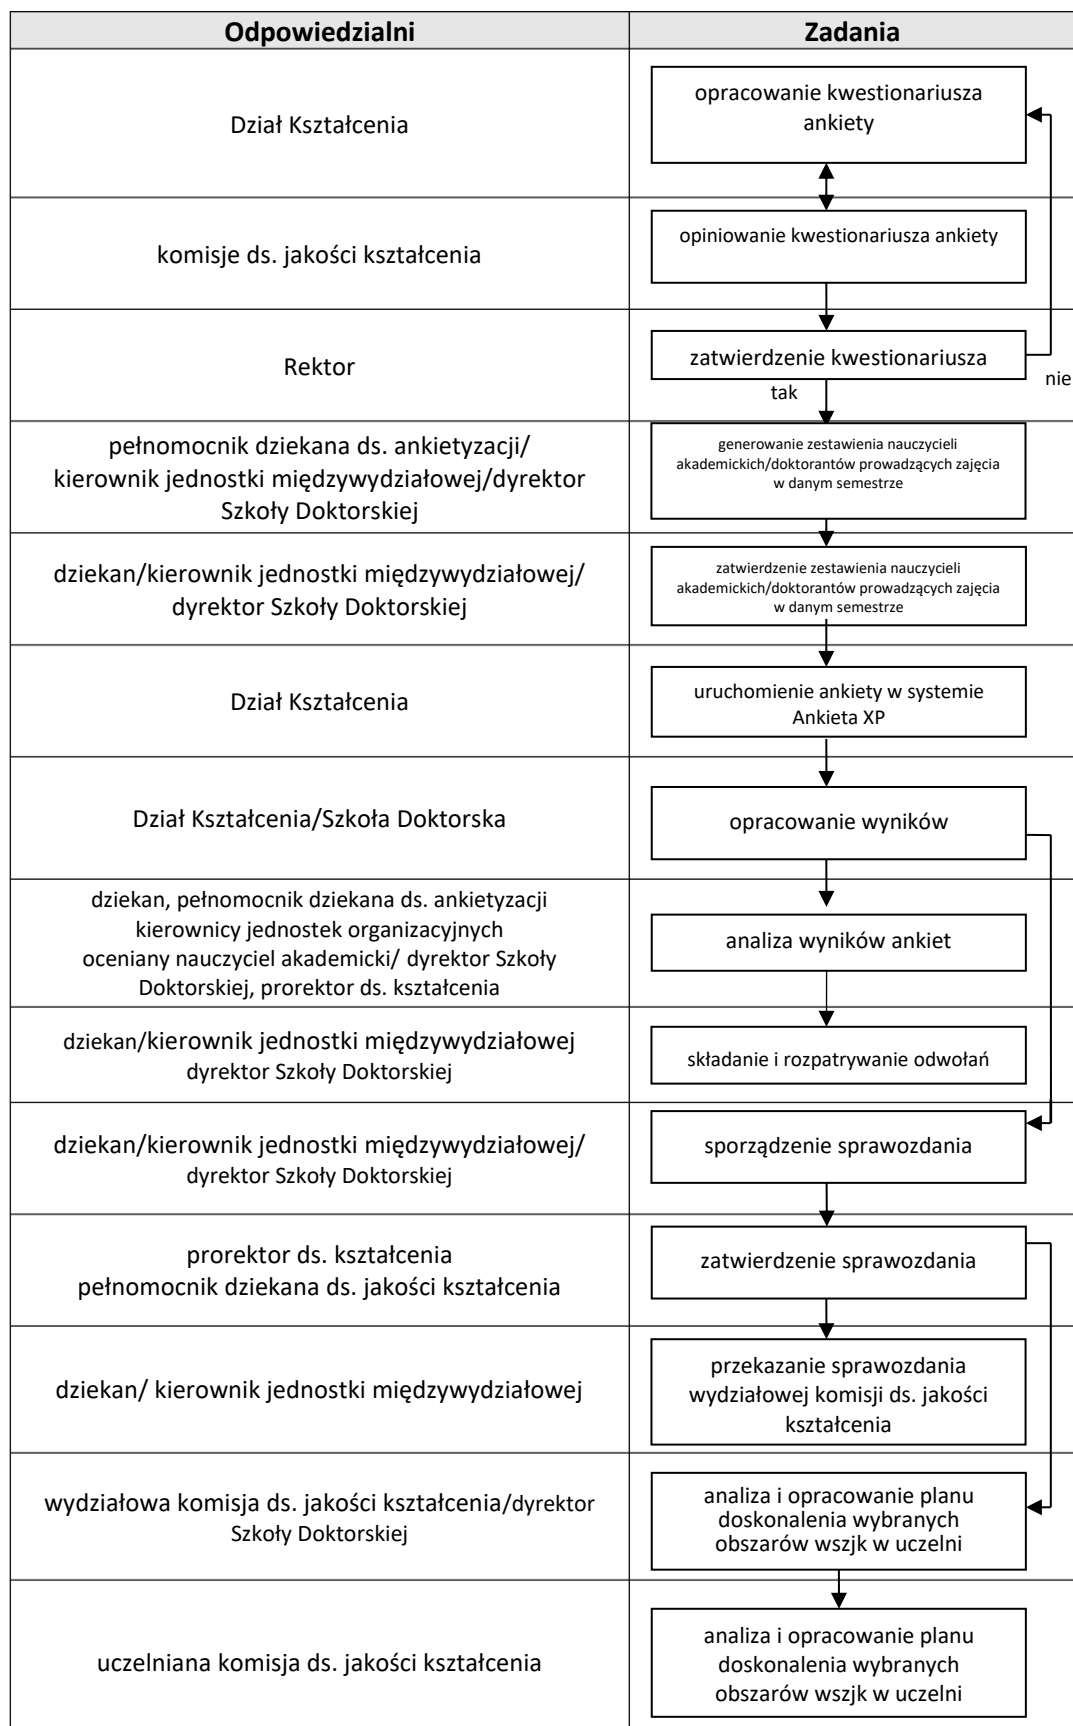 Odpowiedzialni
Zadania
Dział Kształcenia
opracowanie kwestionariusza
ankiety
komisje ds. jakości kształcenia
opiniowanie kwestionariusza ankiety
Rektor
zatwierdzenie kwestionariusza
tak
nie
pełnomocnik dziekana ds. ankietyzacji/
kierownik jednostki międzywydziałowej/dyrektor
Szkoły Doktorskiej
generowanie zestawienia nauczycieli
akademickich/doktorantów prowadzących zajęcia
w danym semestrze
dziekan/kierownik jednostki międzywydziałowej/
dyrektor Szkoły Doktorskiej
zatwierdzenie zestawienia nauczycieli
akademickich/doktorantów prowadzących zajęcia
w danym semestrze
Dział Kształcenia
uruchomienie ankiety w systemie
Ankieta XP
Dział Kształcenia/Szkoła Doktorska
opracowanie wyników
dziekan, pełnomocnik dziekana ds. ankietyzacji
kierownicy jednostek organizacyjnych
oceniany nauczyciel akademicki/ dyrektor Szkoły
Doktorskiej, prorektor ds. kształcenia
analiza wyników ankiet
dziekan/kierownik jednostki międzywydziałowej
dyrektor Szkoły Doktorskiej
składanie i rozpatrywanie odwołań
dziekan/kierownik jednostki międzywydziałowej/
dyrektor Szkoły Doktorskiej
sporządzenie sprawozdania
prorektor ds. kształcenia
pełnomocnik dziekana ds. jakości kształcenia
zatwierdzenie sprawozdania
dziekan/ kierownik jednostki międzywydziałowej
przekazanie sprawozdania
wydziałowej komisji ds. jakości
kształcenia
wydziałowa komisja ds. jakości kształcenia/dyrektor
Szkoły Doktorskiej
analiza i opracowanie planu
doskonalenia wybranych
obszarów wszjk w uczelni
uczelniana komisja ds. jakości kształcenia
analiza i opracowanie planu
doskonalenia wybranych
obszarów wszjk w uczelni